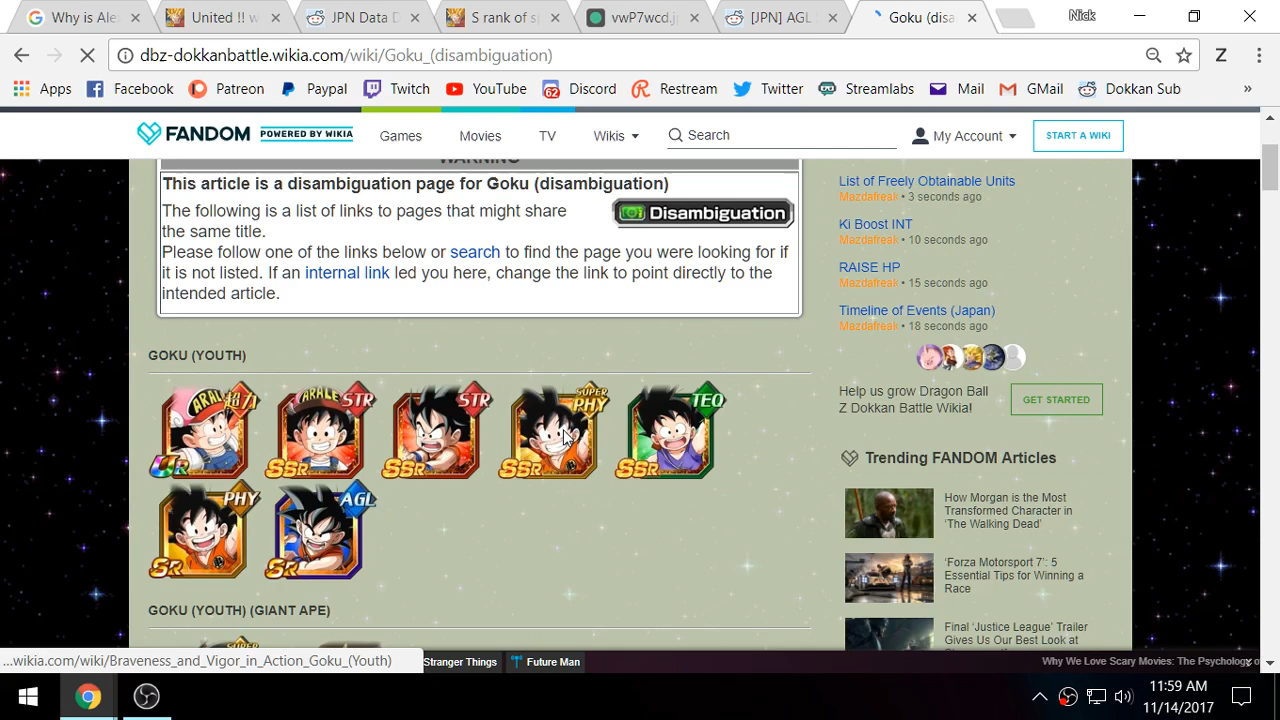 Why is Ale
United !!
JPN Data D
S rank of s
vwP7wcd.j
[JPN] AGL
Goku (disa
Nick
dbz-dokkanbattle.wikia.com/wiki/Goku_(disambiguation)
Z
Apps Facebook Patreon Paypal Twitch YouTube 62 Discord Restream Twitter Streamlabs Mail GMail Dokkan Sub »
FANDOM POWERED BY WIKIA Games Movies TV Wikis Search My Account START A WIKI
WARNING
This article is a disambiguation page for Goku (disambiguation)
The following is a list of links to pages that might share
the same title.
Disambiguation
Please follow one of the links below or search to find the page you were looking for if
it is not listed. If an internal link led you here, change the link to point directly to the
intended article.
GOKU (YOUTH)
ARALE 超力 UR
ARALE STR SSR
STR SSR
SUPER PHY SSR
TEQ SSR
PHY SR
AGL SR
GOKU (YOUTH) (GIANT APE)
List of Freely Obtainable Units
Mazdafreak • 3 seconds ago
Ki Boost INT
Mazdafreak • 10 seconds ago
RAISE HP
Mazdafreak • 15 seconds ago
Timeline of Events (Japan)
Mazdafreak • 18 seconds ago
Help us grow Dragon Ball
Z Dokkan Battle Wikia!
GET STARTED
Trending FANDOM Articles
How Morgan is the Most
Transformed Character in
'The Walking Dead'
'Forza Motorsport 7': 5
Essential Tips for Winning a
Race
Final 'Justice League' Trailer
Gives Us Our Best Look at
...wikia.com/wiki/Braveness_and_Vigor_in_Action_Goku_(Youth)
Stranger Things Future Man
Why We Love Scary Movies: The Psychology o
11:59 AM
11/14/2017